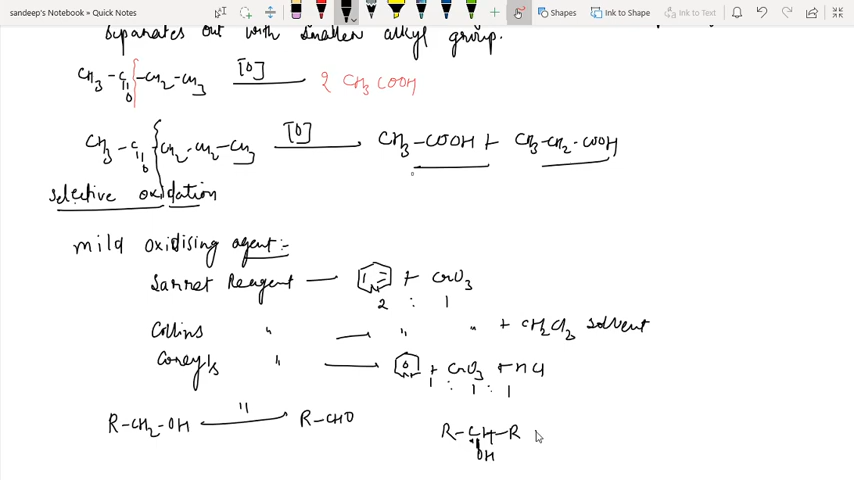 sandeep's Notebook » Quick Notes
Shapes Ink to Shape Ink to Text
separates out with smaller alkyl group.
CH3-C-CH2-CH3 [O] 2 CH3COOH
O
CH3-C-CH2-CH2-CH3 [O] CH3-COOH + CH3-CH2-COOH
O
selective oxidation
mild oxidising agent:-
Sarret Reagent — N + CrO3
2 : 1
Collins " — " " + CH2Cl2 solvent
Corey's " — + CrO3 + HCl
1 : 1 : 1
R-CH2-OH " R-CHO
R-CH-R
OH